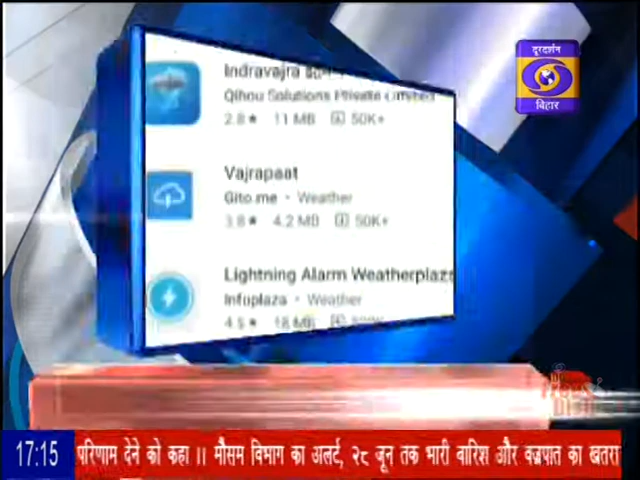 दूरदर्शन
बिहार
Indravajra
Qihou Solutions Private Limited
2.8★ 11 MB 50K+
Vajrapaat
Gito.me • Weather
3.8★ 4.2 MB 50K+
Lightning Alarm Weatherplaza
Infoplaza • Weather
4.5★ 18 MB
17:15
परिणाम देने को कहा ।। मौसम विभाग का अलर्ट, २८ जून तक भारी बारिश और वज्रपात का खतरा